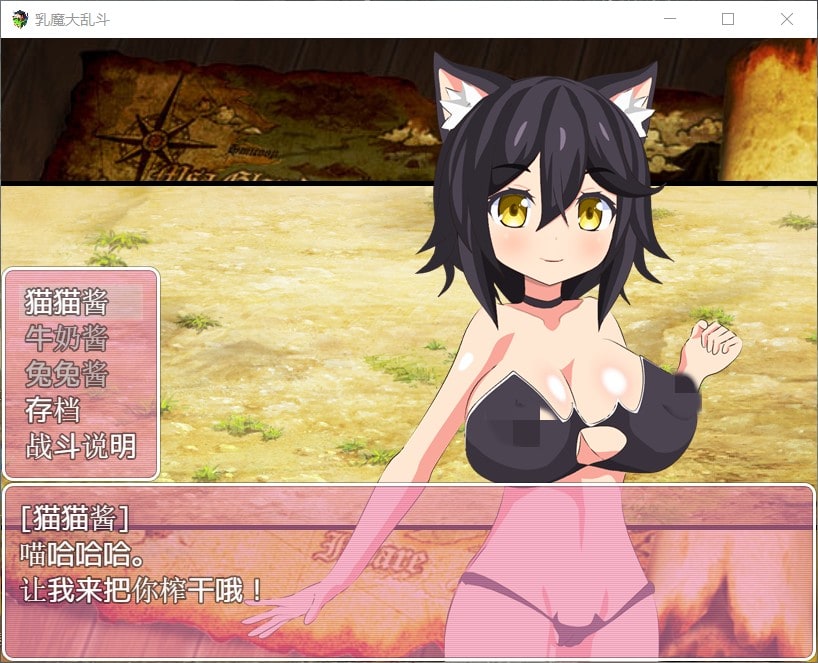 乳魔大乱斗
猫猫酱
牛奶酱
兔兔酱
存档
战斗说明
[猫猫酱]
喵哈哈哈。
让我来把你榨干哦！